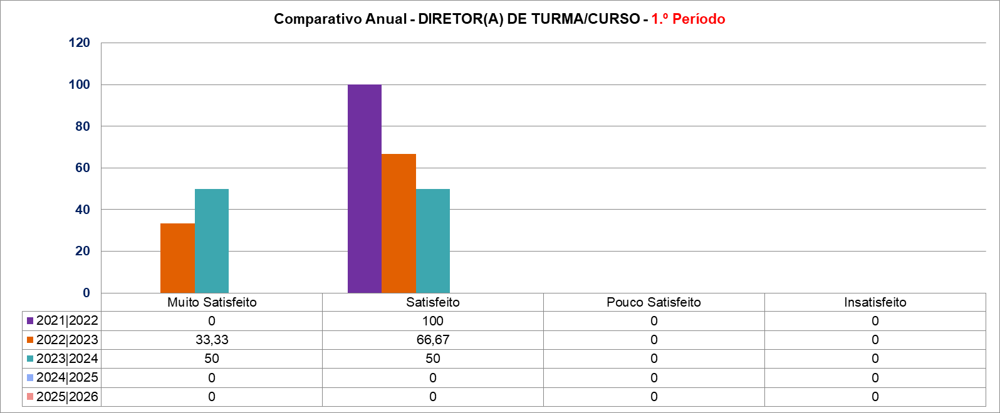 Comparativo Anual - DIRETOR(A) DE TURMA/CURSO - 1.º Período
120
100
80
60
40
20
0
Muito Satisfeito Satisfeito Pouco Satisfeito Insatisfeito
2021|2022 0 100 0 0
2022|2023 33,33 66,67 0 0
2023|2024 50 50 0 0
2024|2025 0 0 0 0
2025|2026 0 0 0 0